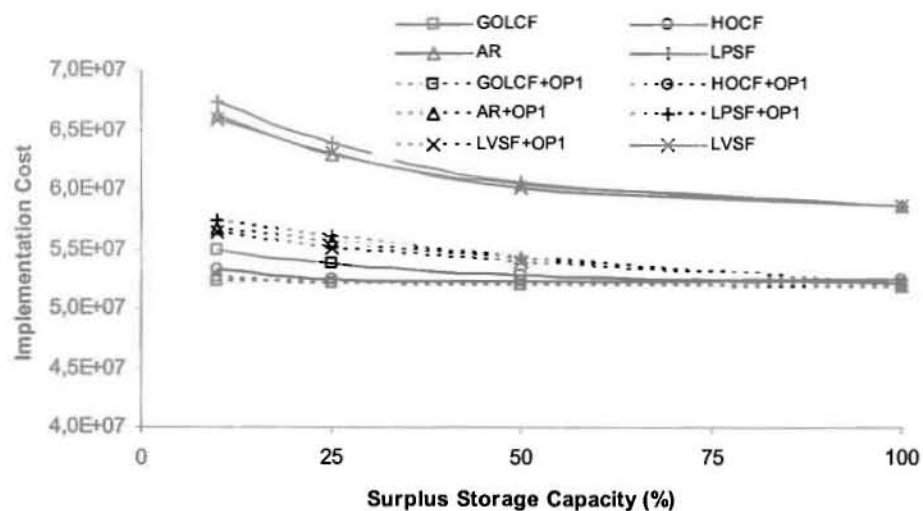 GOLCF HOCF
AR LPSF
GOLCF+OP1 HOCF+OP1
AR+OP1 LPSF+OP1
LVSF+OP1 LVSF
Implementation Cost
7,0E+07
6,5E+07
6,0E+07
5,5E+07
5,0E+07
4,5E+07
4,0E+07
0 25 50 75 100
Surplus Storage Capacity (%)